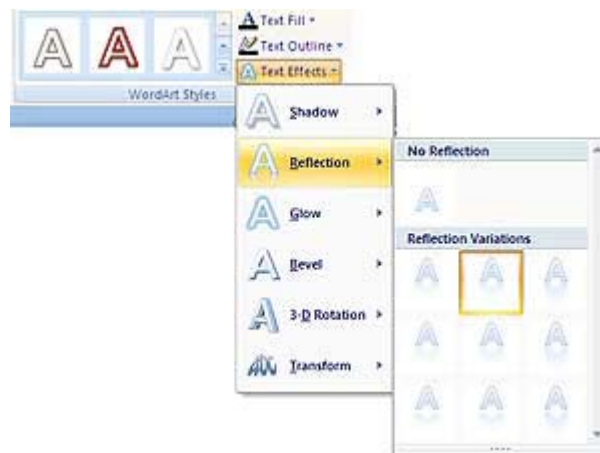 Text Fill
Text Outline
Text Effects
WordArt Styles
Shadow
Reflection
Glow
Bevel
3-D Rotation
Transform
No Reflection
Reflection Variations